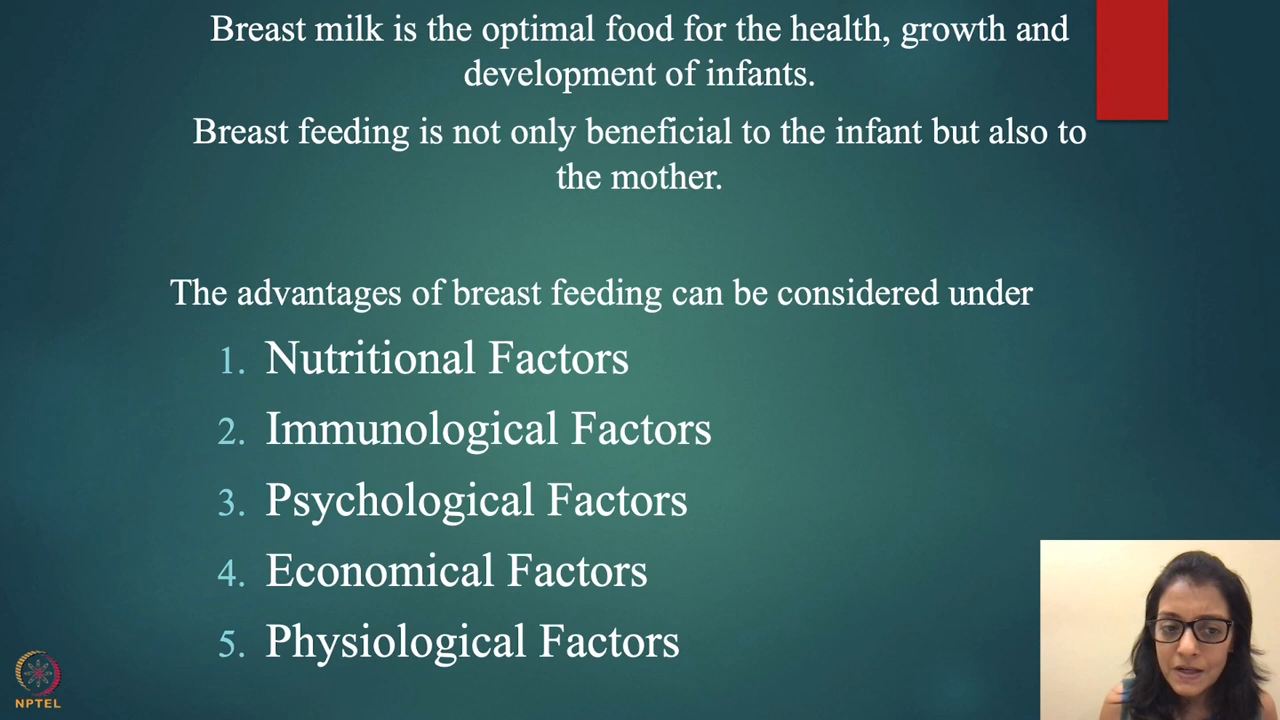 Breast milk is the optimal food for the health, growth and
development of infants.
Breast feeding is not only beneficial to the infant but also to
the mother.
The advantages of breast feeding can be considered under
1. Nutritional Factors
2. Immunological Factors
3. Psychological Factors
4. Economical Factors
5. Physiological Factors
NPTEL